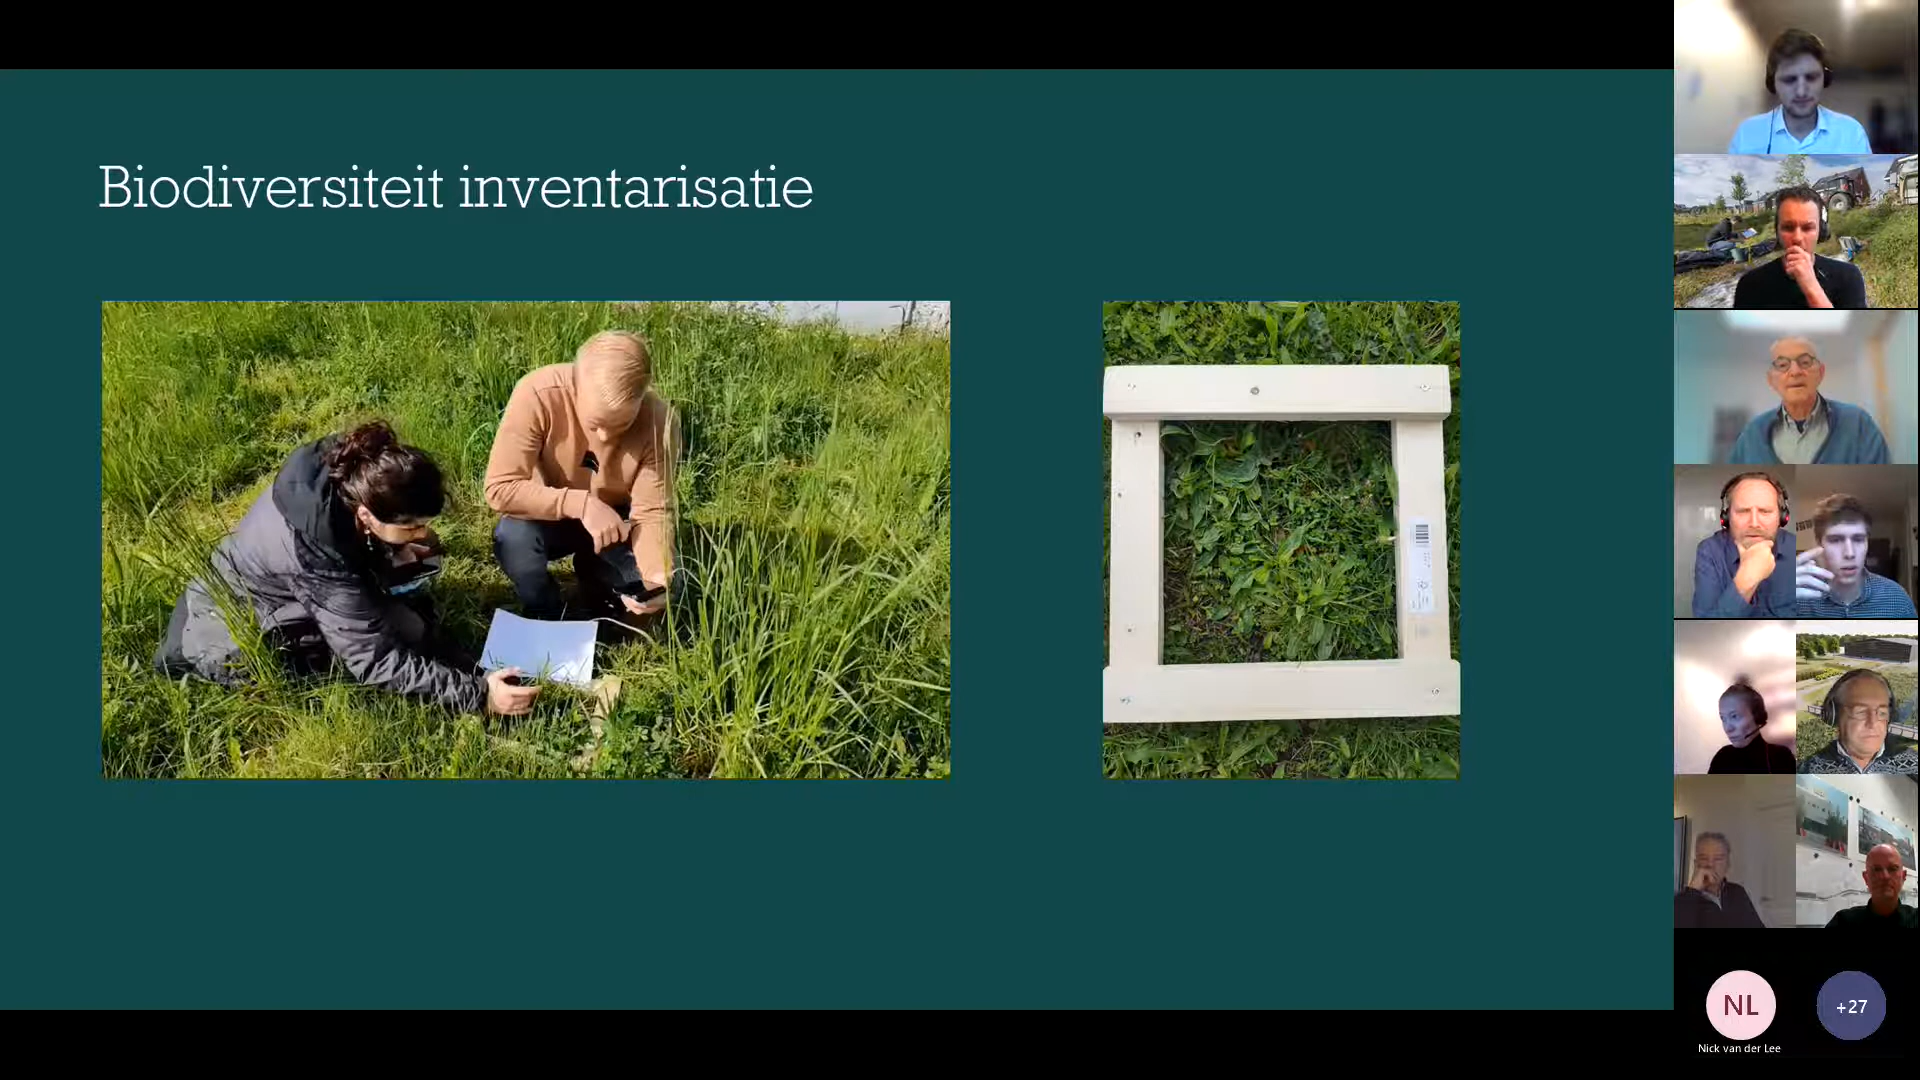 Biodiversiteit inventarisatie
NL
+27
Nick van der Lee